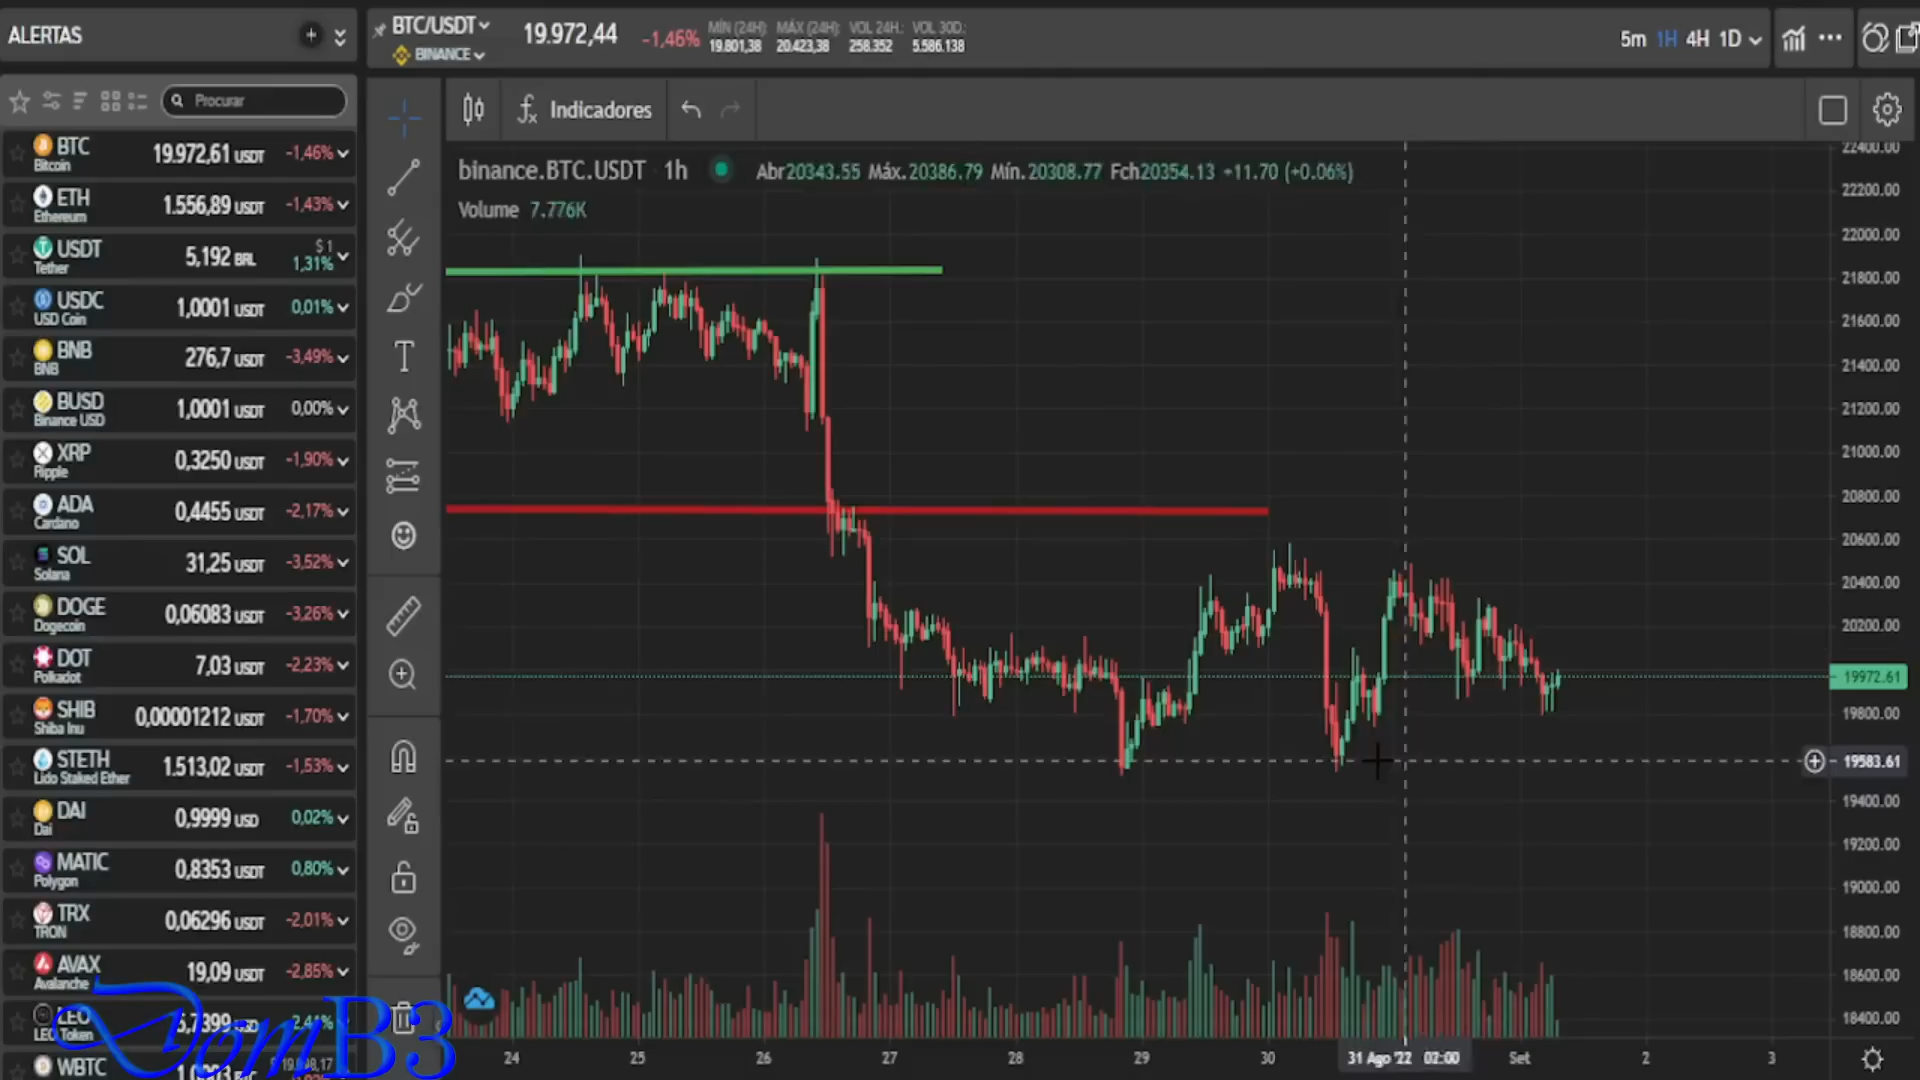 ALERTAS
BTC/USDT
BINANCE
19.972,44
-1,46%
MÍN (24H):
19.801,38
MÁX (24H):
20.423,38
VOL 24H.:
258.352
VOL 30D.:
5.586.138
5m 1H 4H 1D
Procurar
Indicadores
BTC
Bitcoin
19.972,61 USDT
-1,46%
ETH
Ethereum
1.556,89 USDT
-1,43%
USDT
Tether
5,192 BRL
$ 1
1,31%
USDC
USD Coin
1,0001 USDT
0,01%
BNB
BNB
276,7 USDT
-3,49%
BUSD
Binance USD
1,0001 USDT
0,00%
XRP
Ripple
0,3250 USDT
-1,90%
ADA
Cardano
0,4455 USDT
-2,17%
SOL
Solana
31,25 USDT
-3,52%
DOGE
Dogecoin
0,06083 USDT
-3,26%
DOT
Polkadot
7,03 USDT
-2,23%
SHIB
Shiba Inu
0,00001212 USDT
-1,70%
STETH
Lido Staked Ether
1.513,02 USDT
-1,53%
DAI
Dai
0,9999 USD
0,02%
MATIC
Polygon
0,8353 USDT
0,80%
TRX
TRON
0,06296 USDT
-2,01%
AVAX
Avalanche
19,09 USDT
-2,85%
LEO
LEO Token
5,7399
2,41%
WBTC
DomB3
binance.BTC.USDT 1h
Abr20343.55 Máx.20386.79 Mín.20308.77 Fch20354.13 +11.70 (+0.06%)
Volume 7.776K
22400.00
22200.00
22000.00
21800.00
21600.00
21400.00
21200.00
21000.00
20800.00
20600.00
20400.00
20200.00
19972.61
19800.00
19583.61
19400.00
19200.00
19000.00
18800.00
18600.00
18400.00
24 25 26 27 28 29 30 31 Ago '22 02:00 Set 2 3